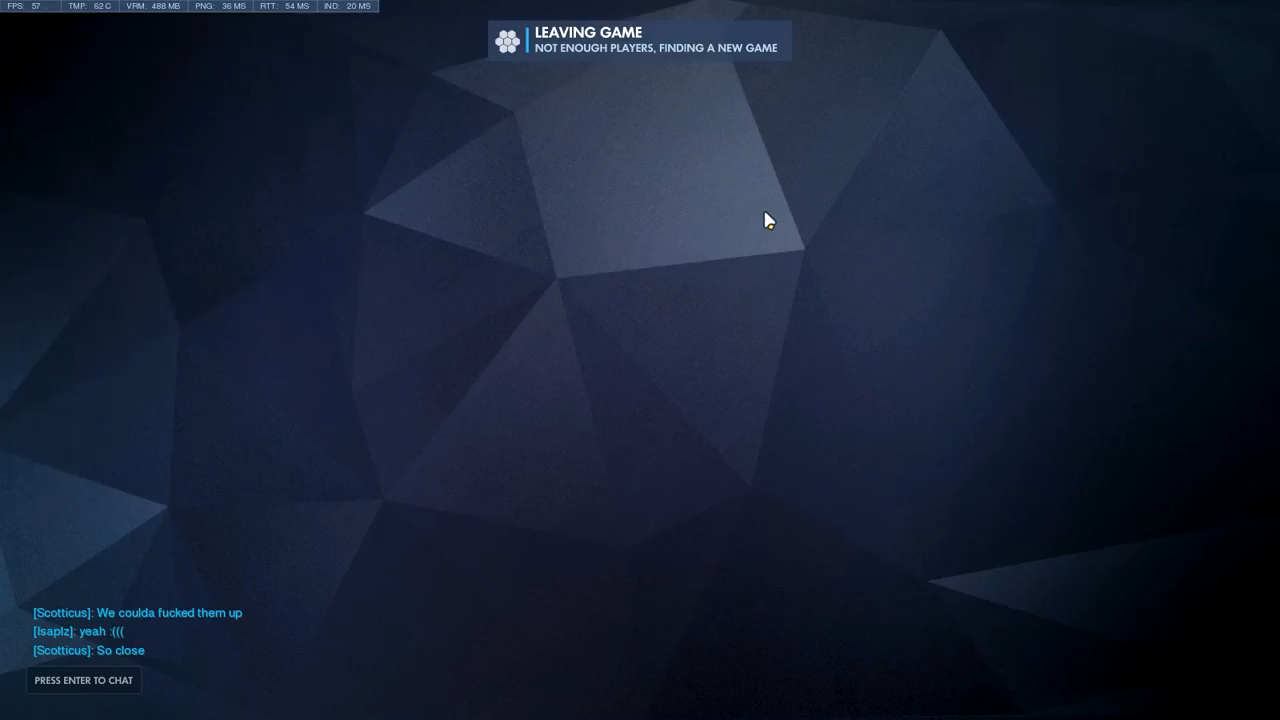 FPS: 57 TMP: 62 C VRM: 488 MB PNG: 36 MS RTT: 54 MS IND: 20 MS
LEAVING GAME
NOT ENOUGH PLAYERS, FINDING A NEW GAME
[Scotticus]: We coulda fucked them up
[Isaplz]: yeah :(((
[Scotticus]: So close
PRESS ENTER TO CHAT